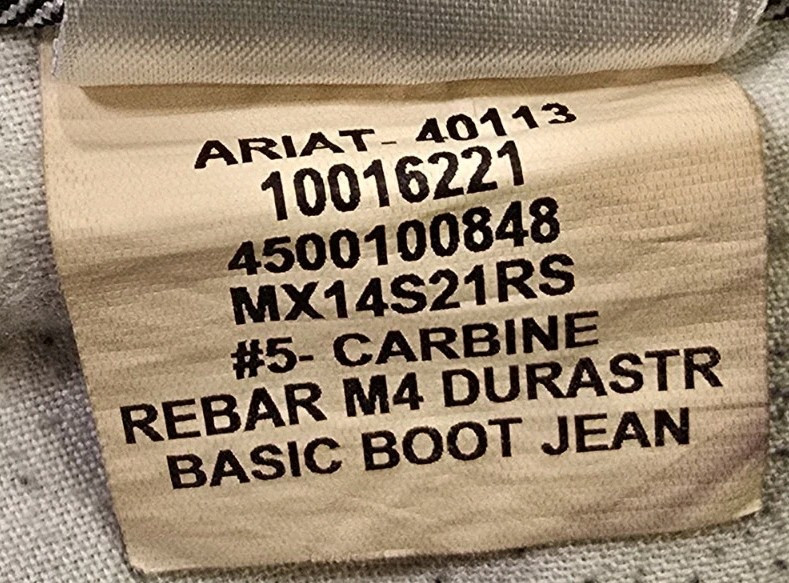 ARIAT- 40113
10016221
4500100848
MX14S21RS
#5- CARBINE
REBAR M4 DURASTR
BASIC BOOT JEAN